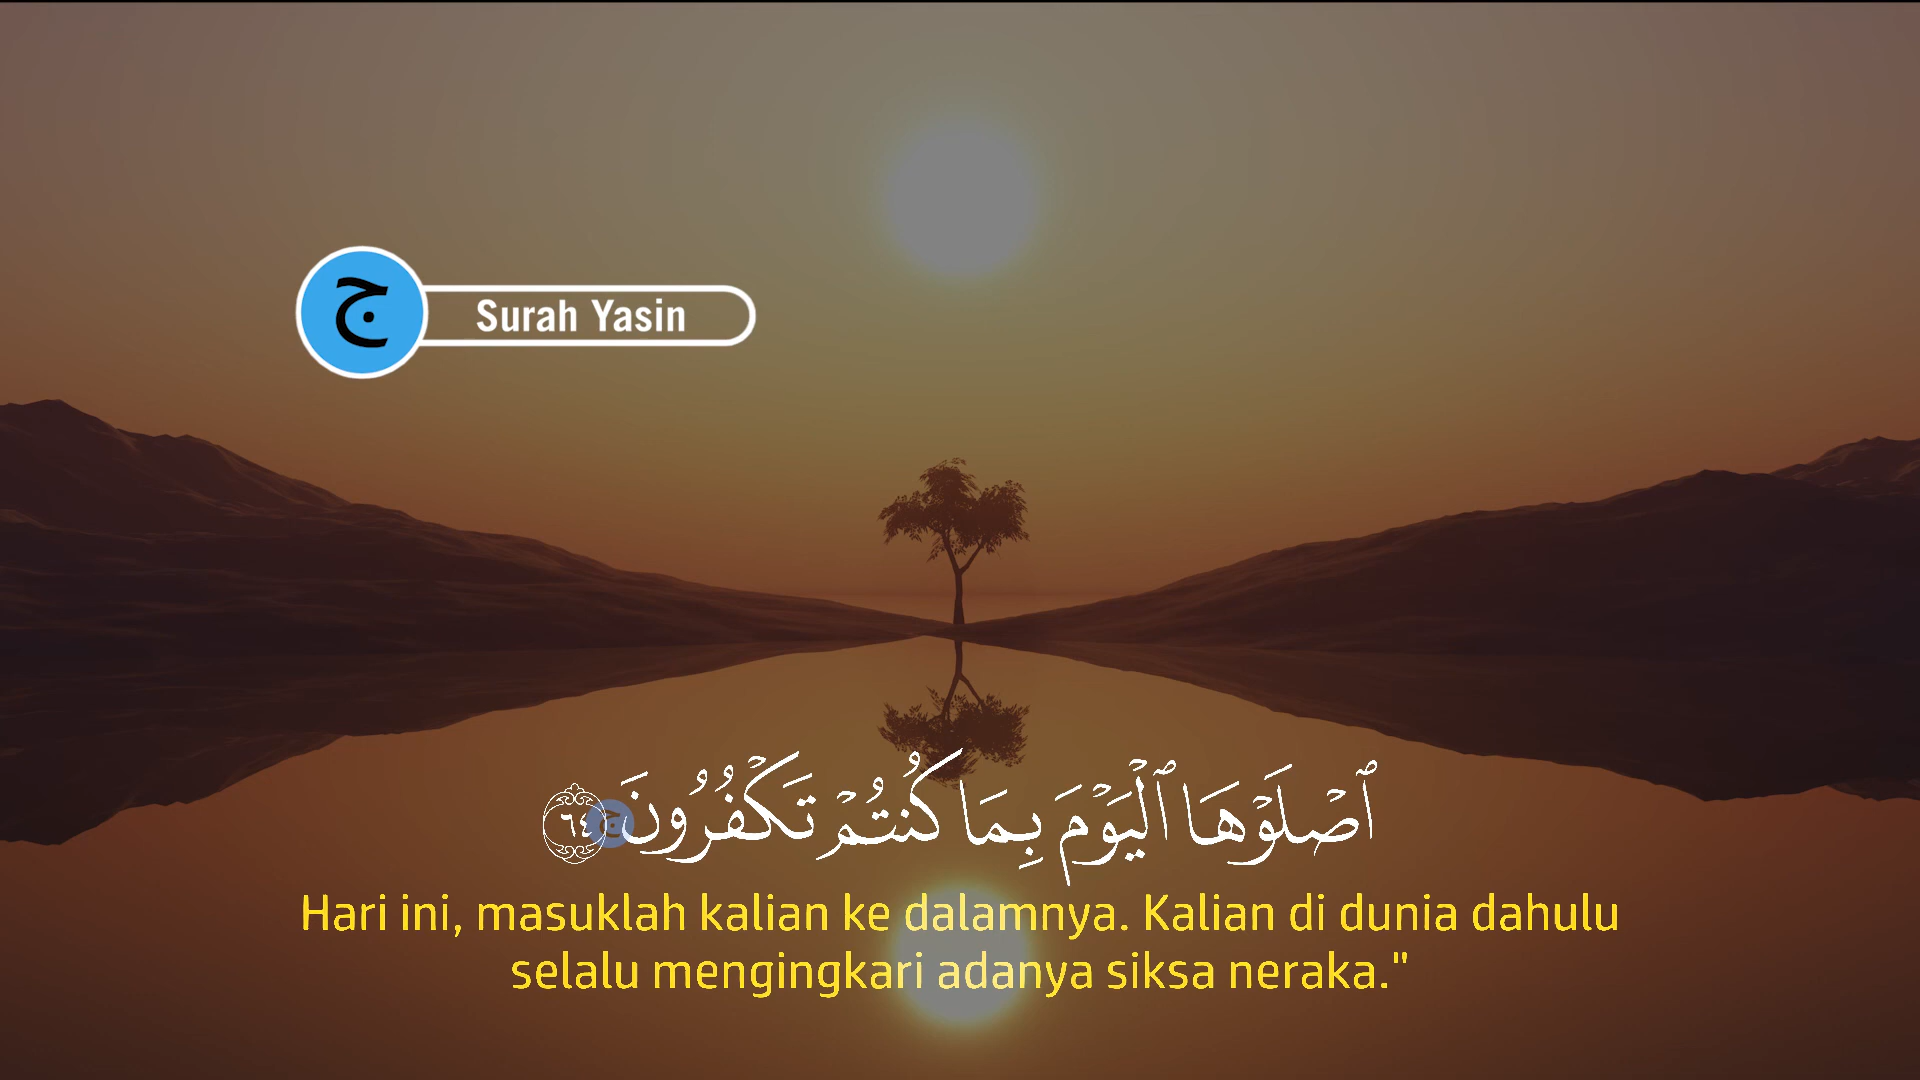 ج
Surah Yasin
ٱصْلَوْهَا ٱلْيَوْمَ بِمَا كُنتُمْ تَكْفُرُونَ ٦٤
Hari ini, masuklah kalian ke dalamnya. Kalian di dunia dahulu
selalu mengingkari adanya siksa neraka."